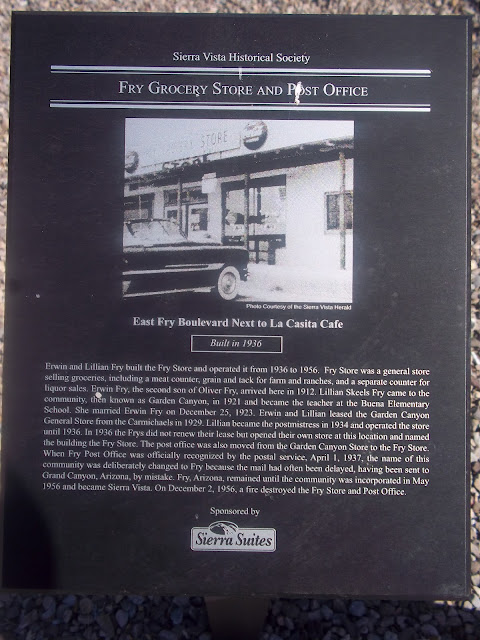 Sierra Vista Historical Society
FRY GROCERY STORE AND POST OFFICE
STORE
Photo Courtesy of the Sierra Vista Herald
East Fry Boulevard Next to La Casita Cafe
Built in 1936
Erwin and Lillian Fry built the Fry Store and operated it from 1936 to 1956. Fry Store was a general store
selling groceries, including a meat counter, grain and tack for farm and ranches, and a separate counter for
liquor sales. Erwin Fry, the second son of Oliver Fry, arrived here in 1912. Lillian Skeels Fry came to the
community, then known as Garden Canyon, in 1921 and became the teacher at the Buena Elementary
School. She married Erwin Fry on December 25, 1923. Erwin and Lillian leased the Garden Canyon
General Store from the Carmichaels in 1929. Lillian became the postmistress in 1934 and operated the store
until 1936. In 1936 the Frys did not renew their lease but opened their own store at this location and named
the building the Fry Store. The post office was also moved from the Garden Canyon Store to the Fry Store.
When Fry Post Office was officially recognized by the postal service, April 1, 1937, the name of this
community was deliberately changed to Fry because the mail had often been delayed, having been sent to
Grand Canyon, Arizona, by mistake. Fry, Arizona, remained until the community was incorporated in May
1956 and became Sierra Vista. On December 2, 1956, a fire destroyed the Fry Store and Post Office.
Sponsored by
Sierra Suites